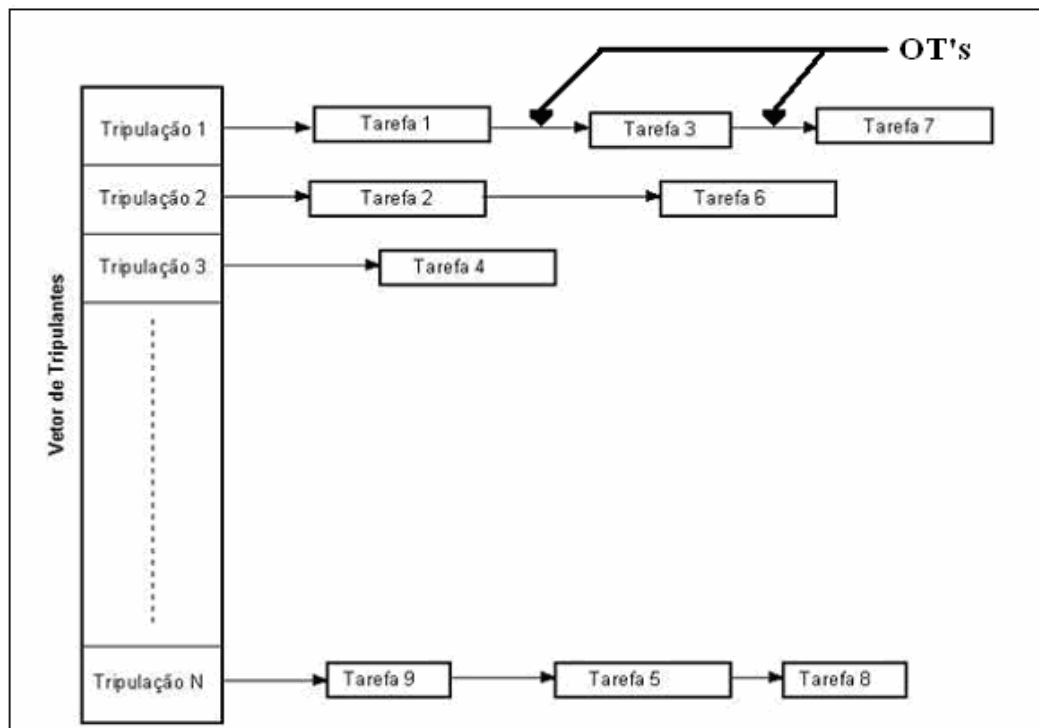 OT's
Tripulação 1
Tarefa 1
Tarefa 3
Tarefa 7
Tripulação 2
Tarefa 2
Tarefa 6
Tripulação 3
Tarefa 4
Vetor de Tripulantes
Tripulação N
Tarefa 9
Tarefa 5
Tarefa 8